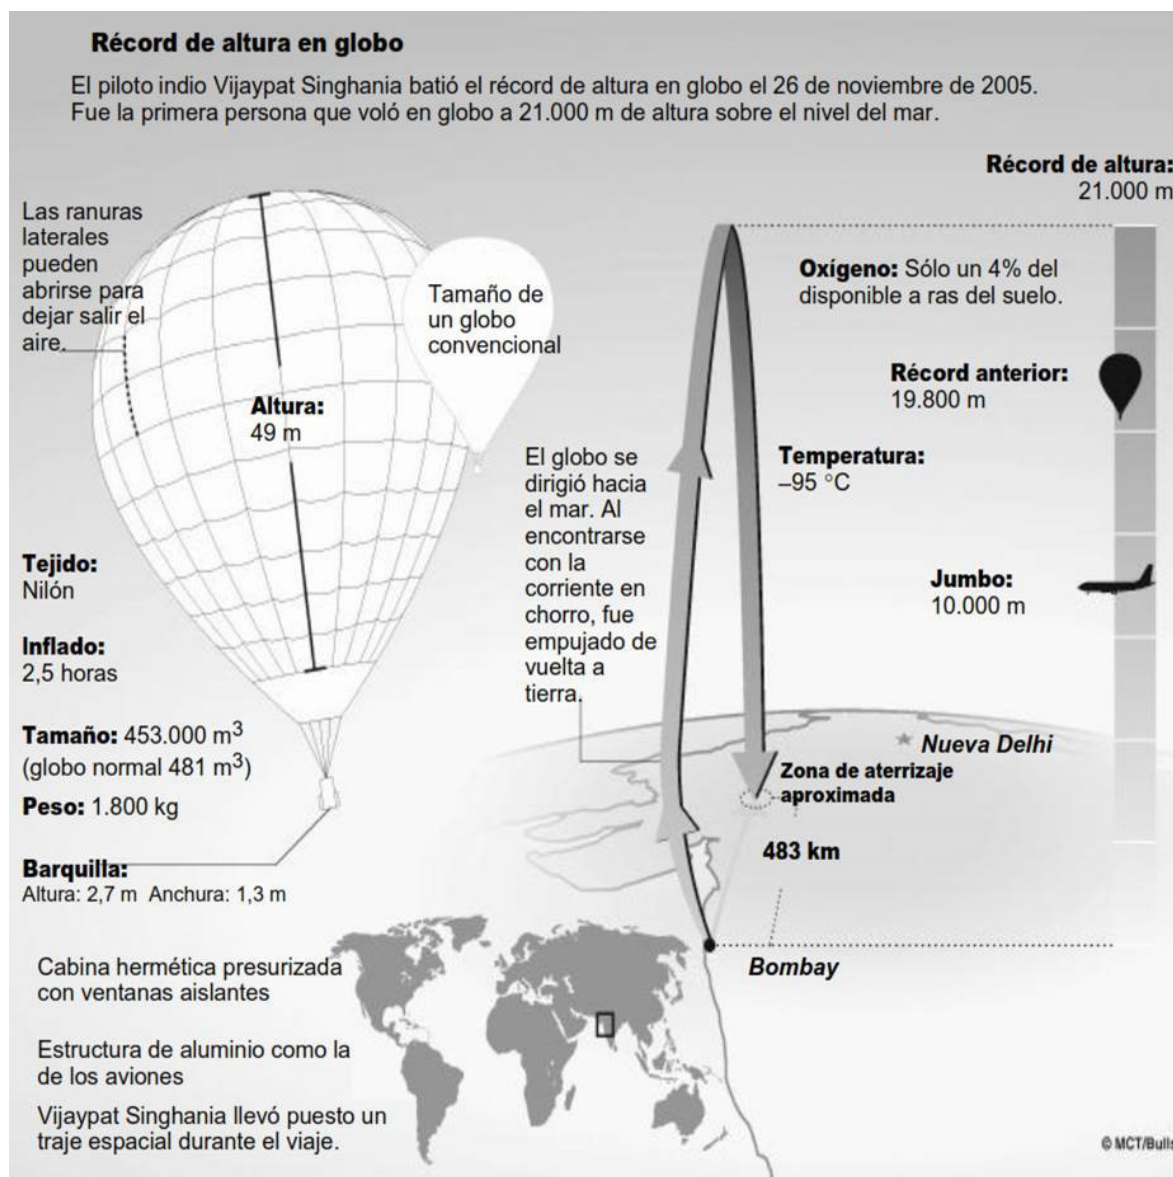 Récord de altura en globo
El piloto indio Vijaypat Singhania batió el récord de altura en globo el 26 de noviembre de 2005.
Fue la primera persona que voló en globo a 21.000 m de altura sobre el nivel del mar.
Las ranuras
laterales
pueden
abrirse para
dejar salir el
aire.
Tamaño de
un globo
convencional
Altura:
49 m
Tejido:
Nilón
Inflado:
2,5 horas
Tamaño: 453.000 m³
(globo normal 481 m³)
Peso: 1.800 kg
Barquilla:
Altura: 2,7 m Anchura: 1,3 m
Cabina hermética presurizada
con ventanas aislantes
Estructura de aluminio como la
de los aviones
Vijaypat Singhania llevó puesto un
traje espacial durante el viaje.
Récord de altura:
21.000 m
Oxígeno: Sólo un 4% del
disponible a ras del suelo.
Récord anterior:
19.800 m
El globo se
dirigió hacia
el mar. Al
encontrarse
con la
corriente en
chorro, fue
empujado de
vuelta a
tierra.
Temperatura:
–95 °C
Jumbo:
10.000 m
Nueva Delhi
Zona de aterrizaje
aproximada
483 km
Bombay
© MCT/Bulls